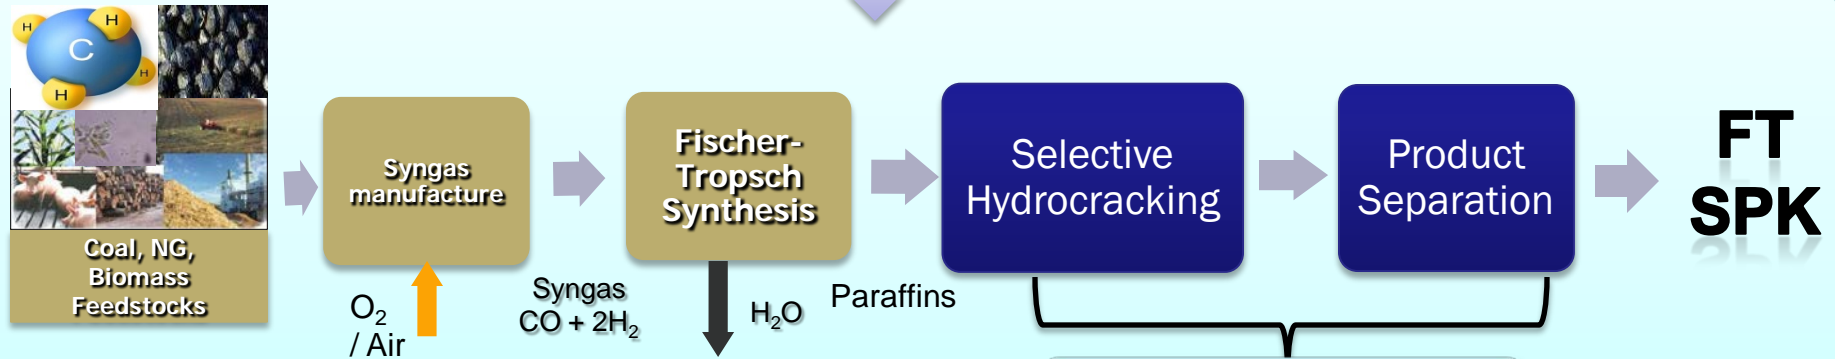 H
H
C
H
H
Coal, NG,
Biomass
Feedstocks
Syngas
manufacture
O₂
/ Air
Syngas
CO + 2H₂
Fischer-
Tropsch
Synthesis
H₂O
Paraffins
Selective
Hydrocracking
Product
Separation
FT
SPK